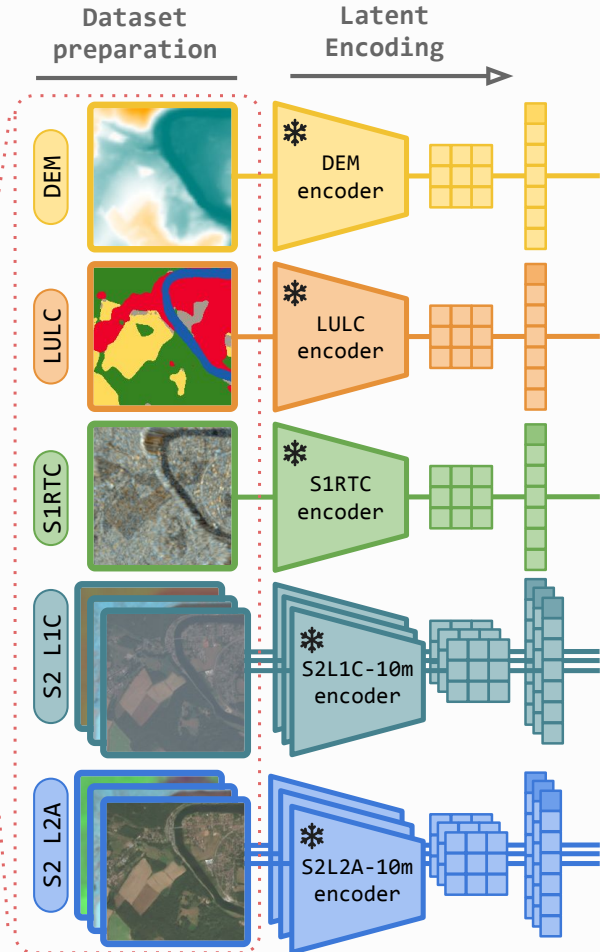 Dataset
preparation
Latent
Encoding
DEM
DEM
encoder
LULC
LULC
encoder
S1RTC
S1RTC
encoder
S2 L1C
S2L1C-10m
encoder
S2 L2A
S2L2A-10m
encoder